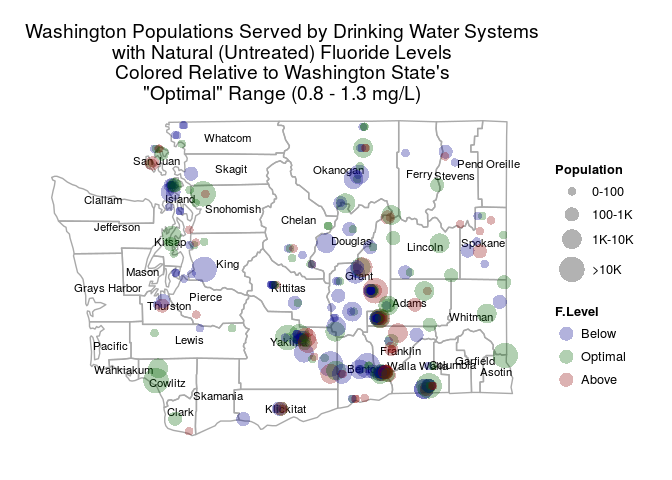 Washington Populations Served by Drinking Water Systems
with Natural (Untreated) Fluoride Levels
Colored Relative to Washington State's
"Optimal" Range (0.8 - 1.3 mg/L)
Whatcom
San Juan
Skagit
Okanogan
Ferry
Stevens
Pend Oreille
Clallam
Island
Snohomish
Chelan
Jefferson
Kitsap
Douglas
Lincoln
Spokane
Mason
King
Grant
Grays Harbor
Kittitas
Thurston
Pierce
Adams
Whitman
Pacific
Lewis
Yakima
Franklin
Wahkiakum
Benton
Walla Walla
Columbia
Garfield
Asotin
Cowlitz
Skamania
Clark
Klickitat
Population
0-100
100-1K
1K-10K
>10K
F.Level
Below
Optimal
Above